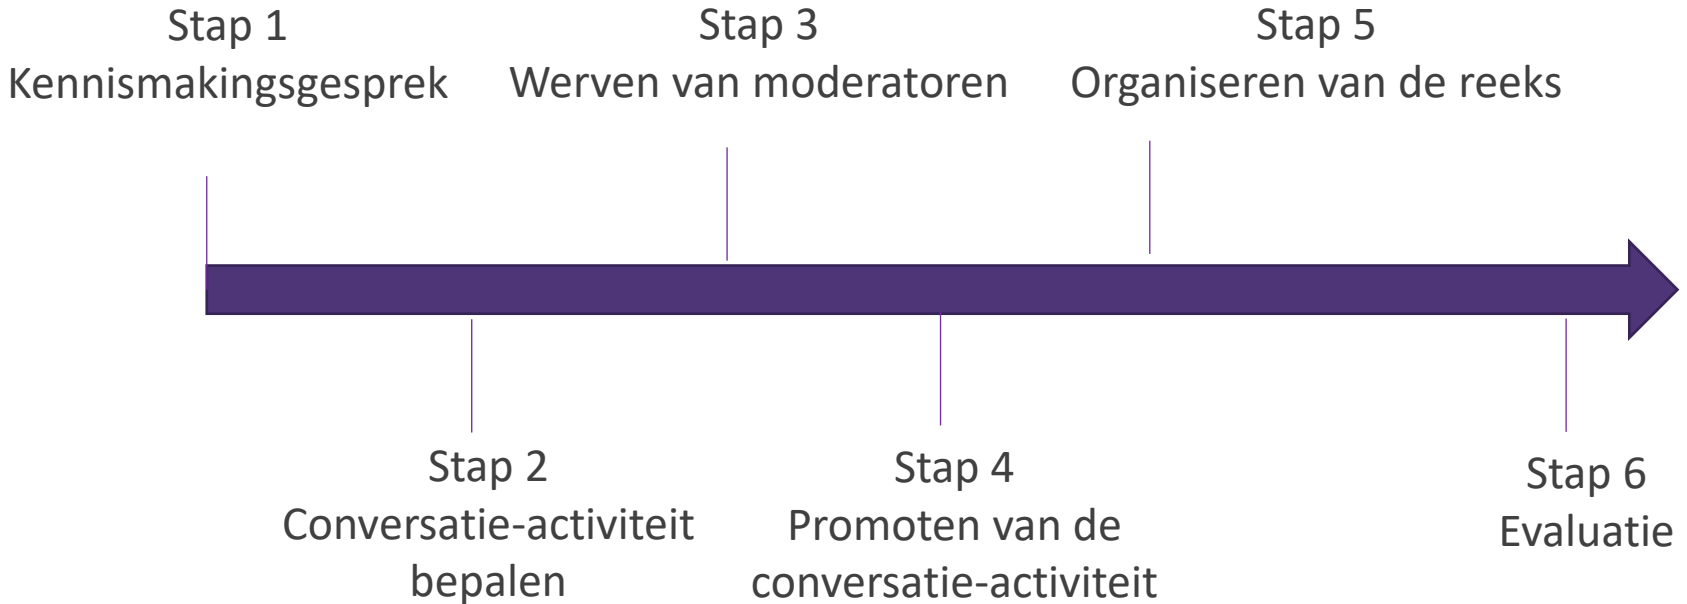 Stap 1
Kennismakingsgesprek
Stap 3
Werven van moderatoren
Stap 5
Organiseren van de reeks
Stap 2
Conversatie-activiteit
bepalen
Stap 4
Promoten van de
conversatie-activiteit
Stap 6
Evaluatie